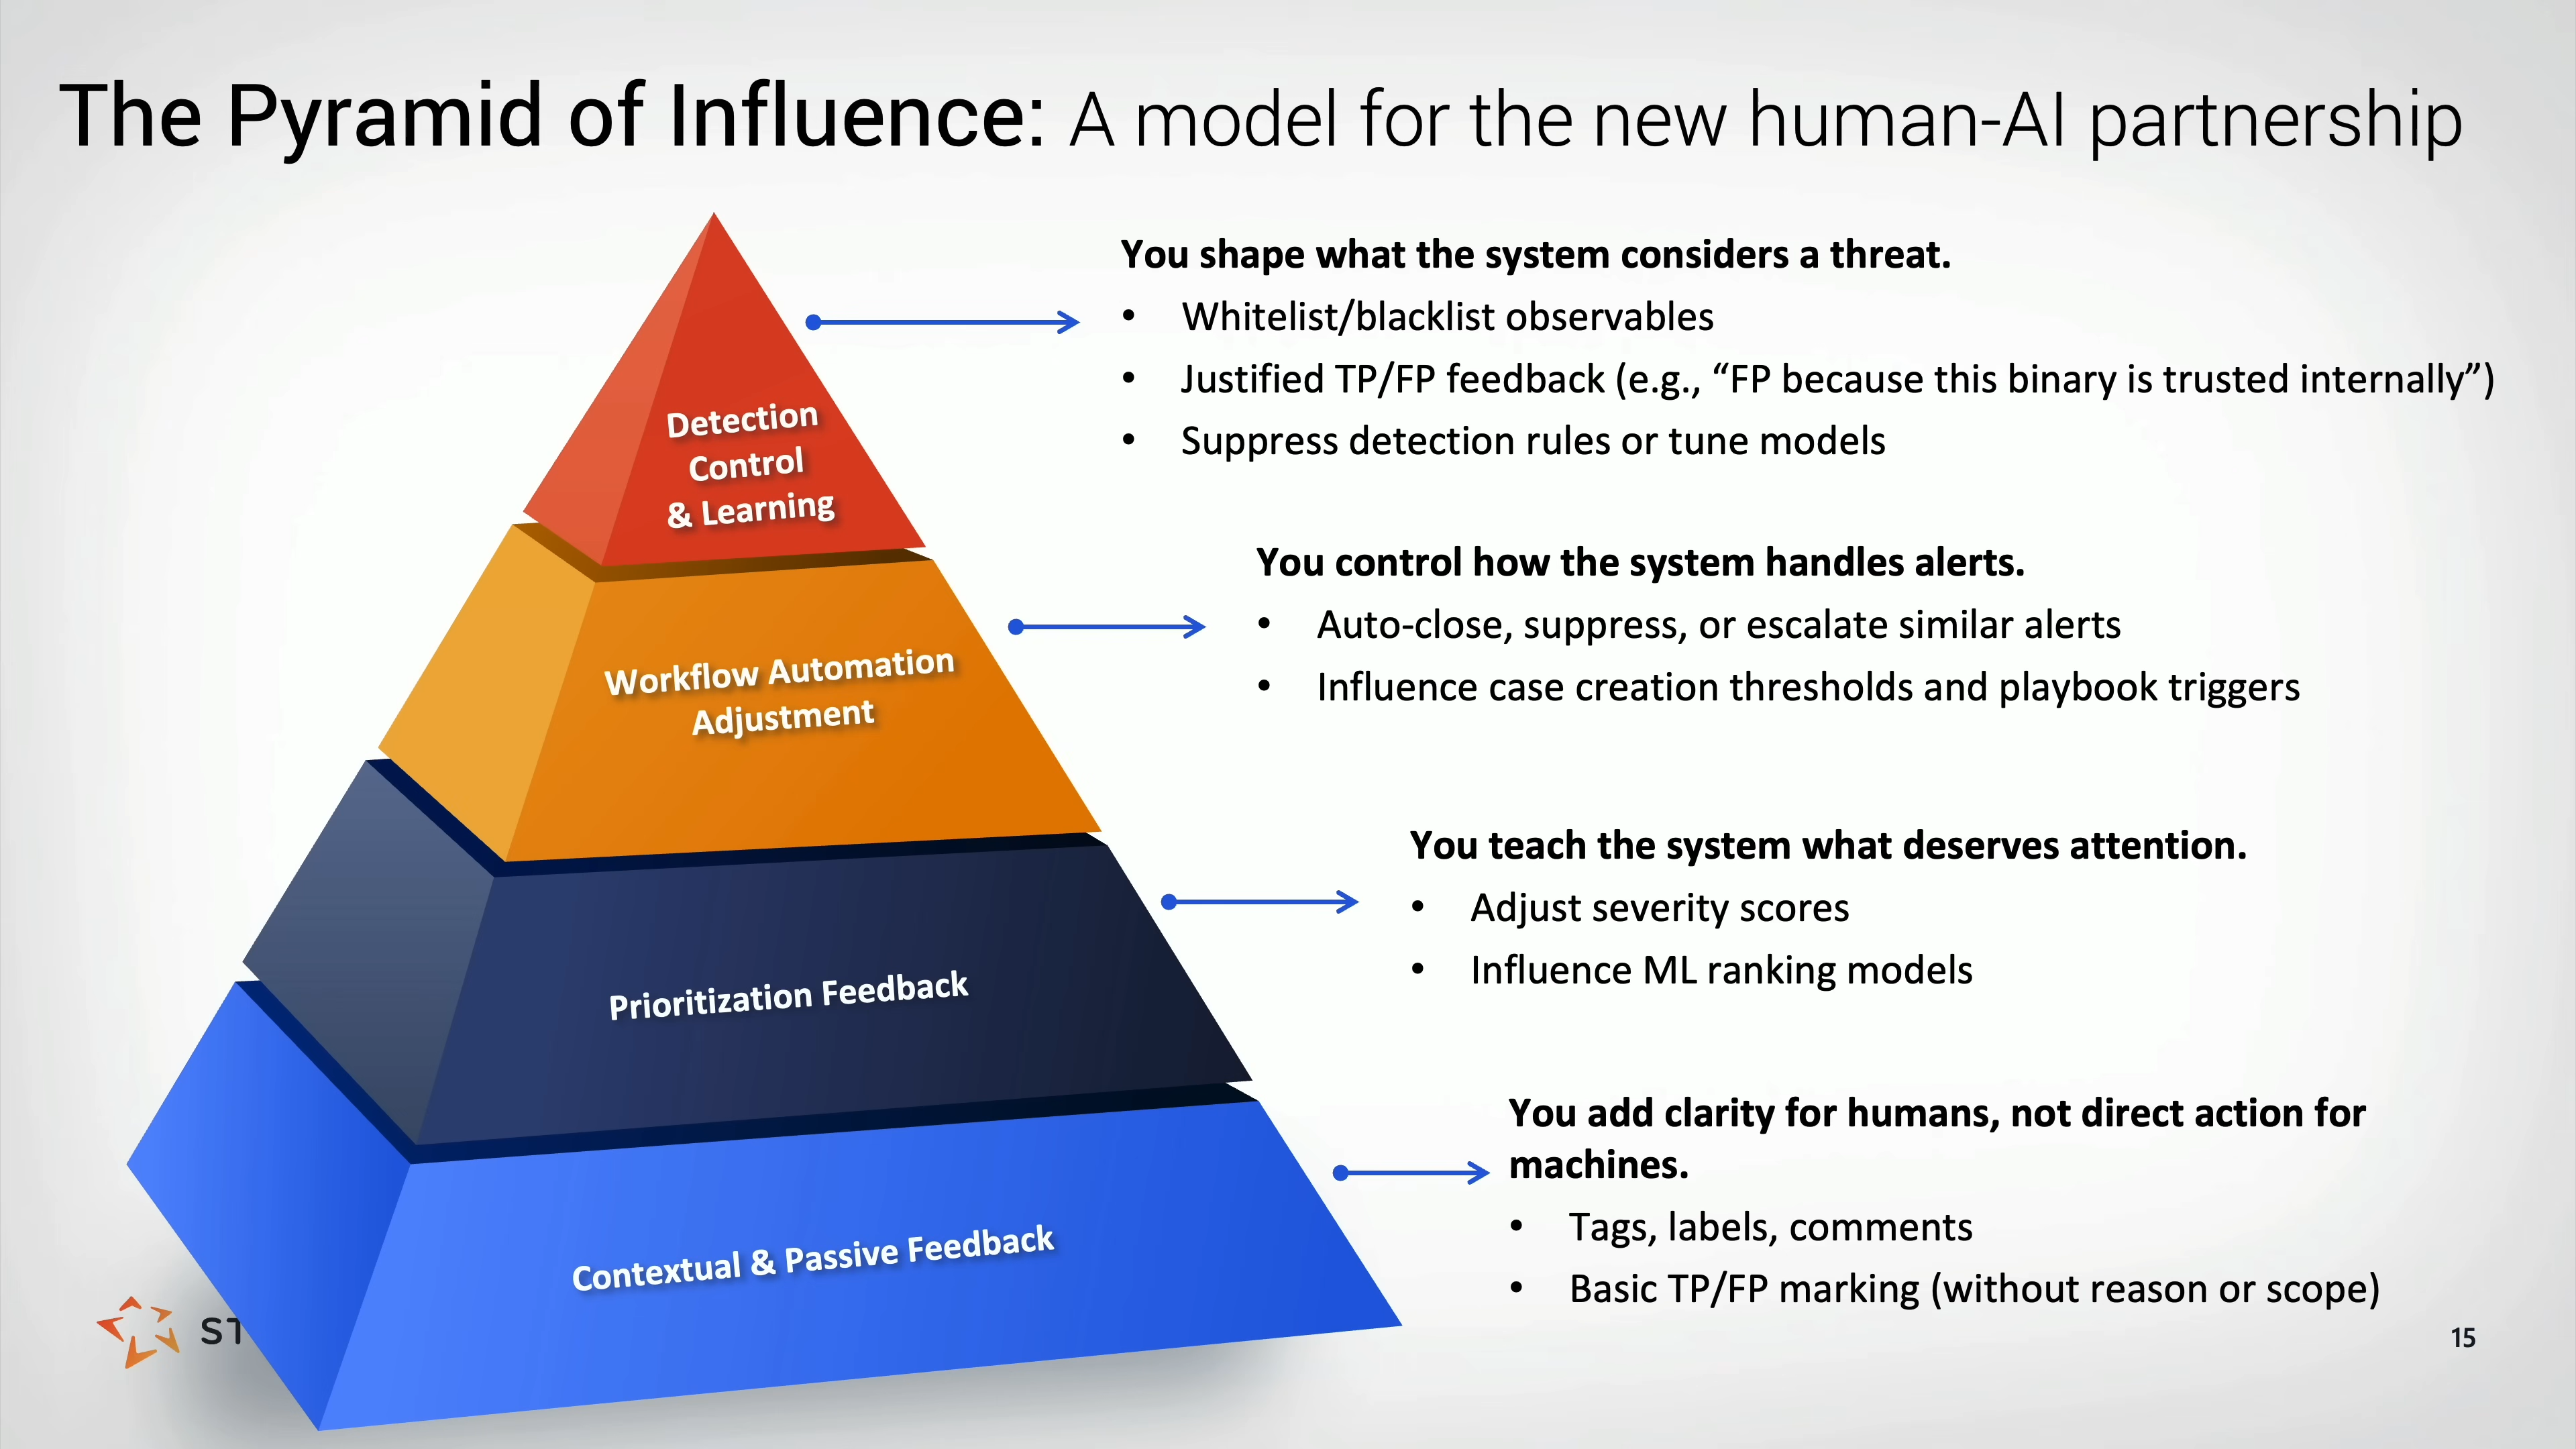 The Pyramid of Influence: A model for the new human-AI partnership
Detection
Control
& Learning
You shape what the system considers a threat.
• Whitelist/blacklist observables
• Justified TP/FP feedback (e.g., “FP because this binary is trusted internally”)
• Suppress detection rules or tune models
Workflow Automation
Adjustment
You control how the system handles alerts.
• Auto-close, suppress, or escalate similar alerts
• Influence case creation thresholds and playbook triggers
Prioritization Feedback
You teach the system what deserves attention.
• Adjust severity scores
• Influence ML ranking models
Contextual & Passive Feedback
You add clarity for humans, not direct action for
machines.
• Tags, labels, comments
• Basic TP/FP marking (without reason or scope)
15